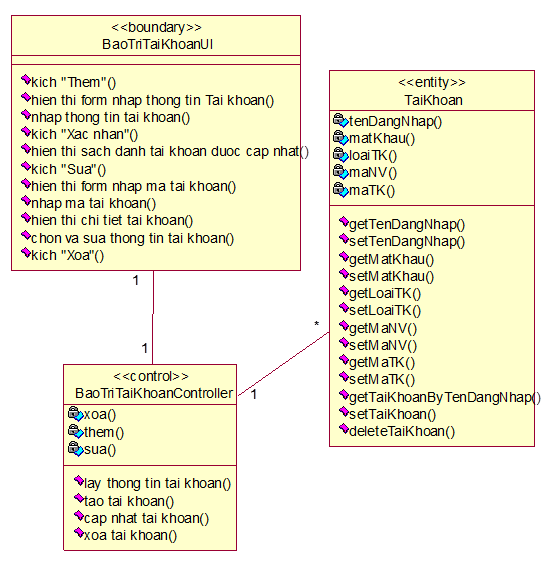 <<boundary>>
BaoTriTaiKhoanUI
kich "Them"()
hien thi form nhap thong tin Tai khoan()
nhap thong tin tai khoan()
kich "Xac nhan"()
hien thi sach danh tai khoan duoc cap nhat()
kich "Sua"()
hien thi form nhap ma tai khoan()
nhap ma tai khoan()
hien thi chi tiet tai khoan()
chon va sua thong tin tai khoan()
kich "Xoa"()
<<entity>>
TaiKhoan
tenDangNhap()
matKhau()
loaiTK()
maNV()
maTK()
getTenDangNhap()
setTenDangNhap()
getMatKhau()
setMatKhau()
getLoaiTK()
setLoaiTK()
getMaNV()
setMaNV()
getMaTK()
setMaTK()
getTaiKhoanByTenDangNhap()
setTaiKhoan()
deleteTaiKhoan()
1
1
*
1
<<control>>
BaoTriTaiKhoanController
xoa()
them()
sua()
lay thong tin tai khoan()
tao tai khoan()
cap nhat tai khoan()
xoa tai khoan()